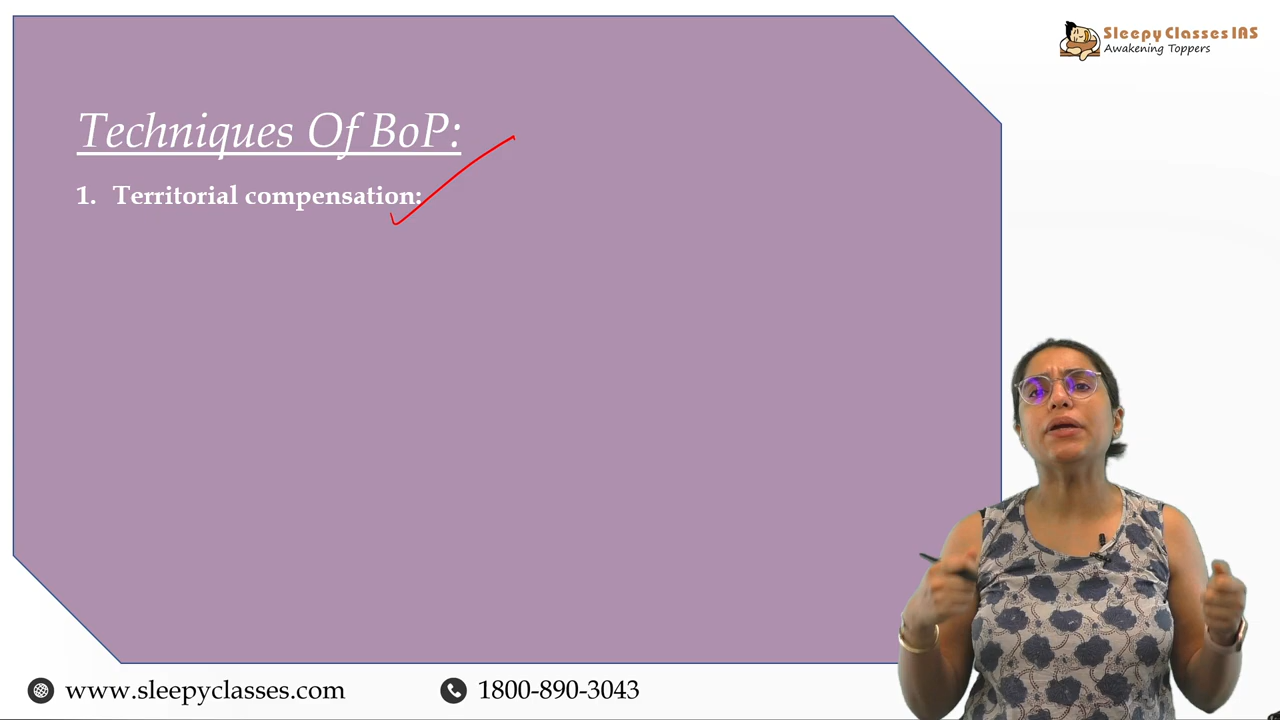 Sleepy Classes IAS
Awakening Toppers
Techniques Of BoP:
1. Territorial compensation:
www.sleepyclasses.com
1800-890-3043